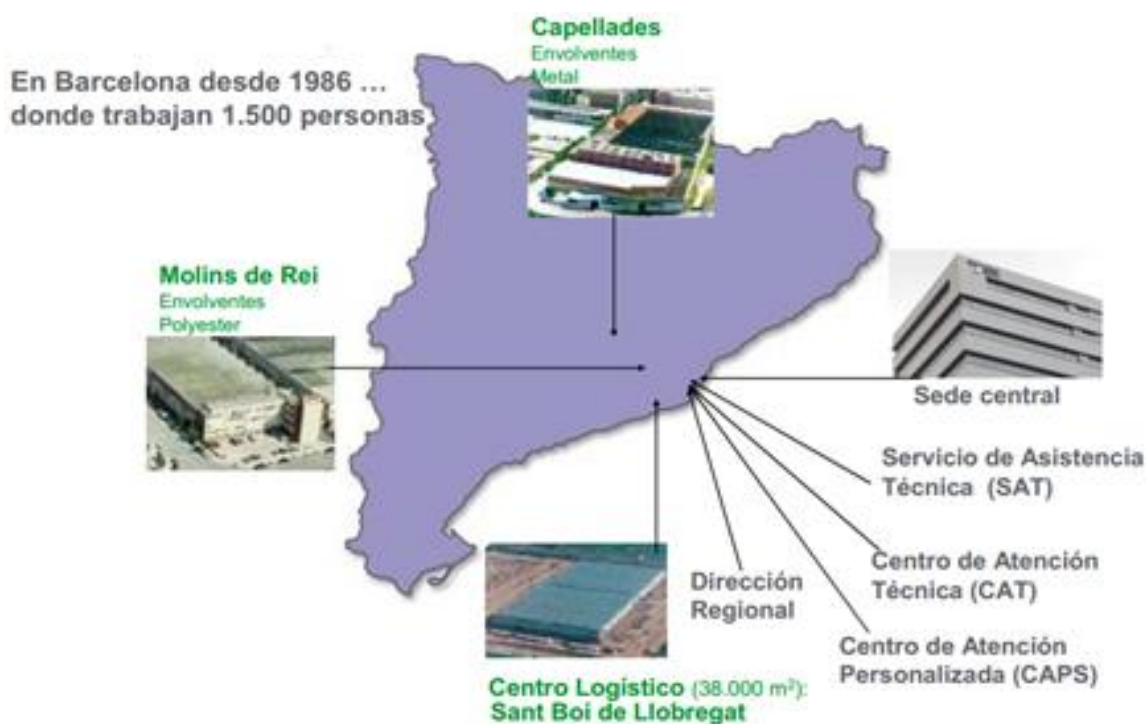 Capellades
Envolventes
Metal
En Barcelona desde 1986 ...
donde trabajan 1.500 personas
Molins de Rei
Envolventes
Polyester
Sede central
Servicio de Asistencia
Técnica (SAT)
Centro de Atención
Técnica (CAT)
Dirección
Regional
Centro de Atención
Personalizada (CAPS)
Centro Logístico (38.000 m²):
Sant Boi de Llobregat